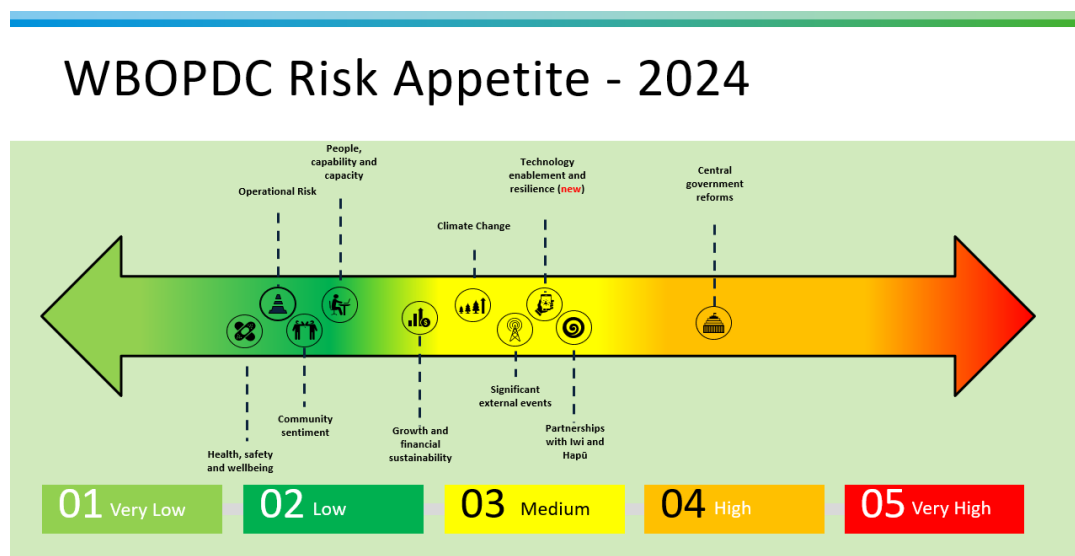 WBOPDC Risk Appetite - 2024
People,
capability and
capacity
Operational Risk
Technology
enablement and
resilience (new)
Central
government
reforms
Climate Change
Significant
external events
Community
sentiment
Growth and
financial
sustainability
Partnerships
with Iwi and
Hapū
Health, safety
and wellbeing
01 Very Low
02 Low
03 Medium
04 High
05 Very High